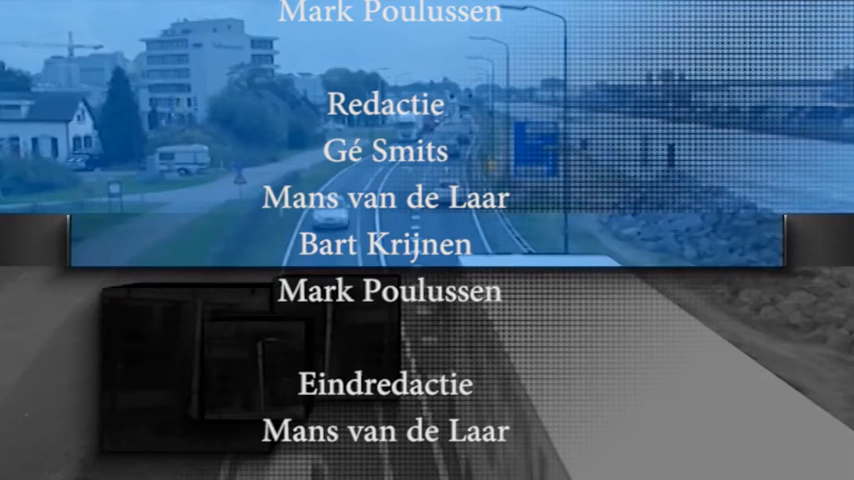 Mark Poulussen
Redactie
Gé Smits
Mans van de Laar
Bart Krijnen
Mark Poulussen
Eindredactie
Mans van de Laar